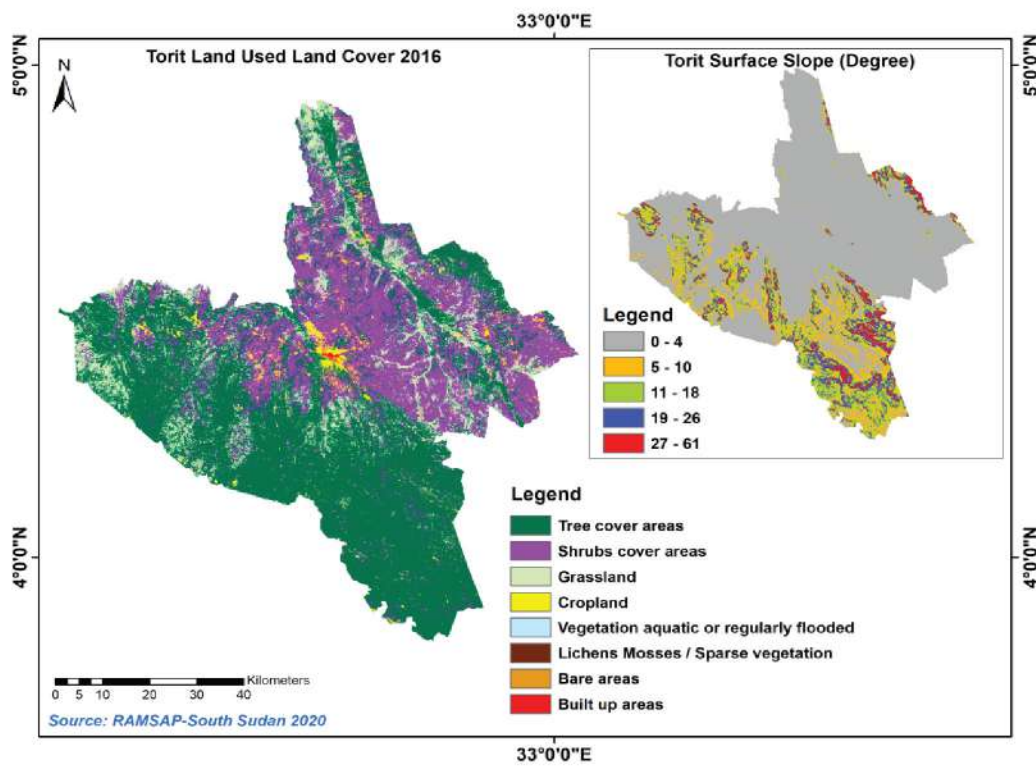 33°0'0"E
Torit Land Used Land Cover 2016
Torit Surface Slope (Degree)
5°0'0"N
5°0'0"N
N
Legend
0 - 4
5 - 10
11 - 18
19 - 26
27 - 61
Legend
Tree cover areas
Shrubs cover areas
Grassland
Cropland
Vegetation aquatic or regularly flooded
Lichens Mosses / Sparse vegetation
Bare areas
Built up areas
4°0'0"N
4°0'0"N
Kilometers
0 5 10 20 30 40
Source: RAMSAP-South Sudan 2020
33°0'0"E